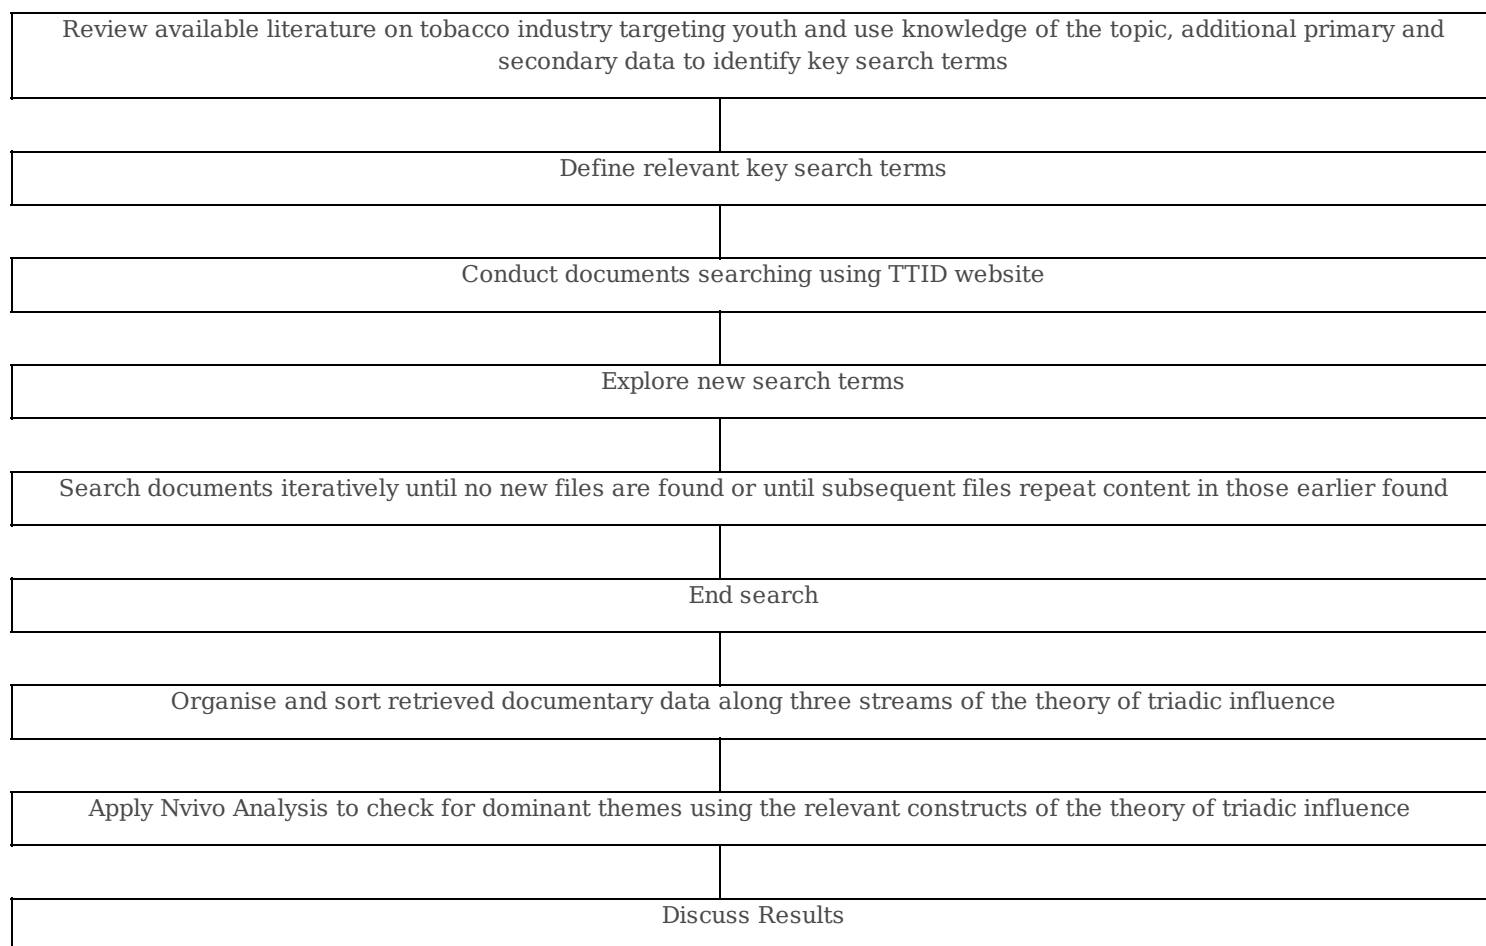 Review available literature on tobacco industry targeting youth and use knowledge of the topic, additional primary and
secondary data to identify key search terms
Define relevant key search terms
Conduct documents searching using TTID website
Explore new search terms
Search documents iteratively until no new files are found or until subsequent files repeat content in those earlier found
End search
Organise and sort retrieved documentary data along three streams of the theory of triadic influence
Apply Nvivo Analysis to check for dominant themes using the relevant constructs of the theory of triadic influence
Discuss Results